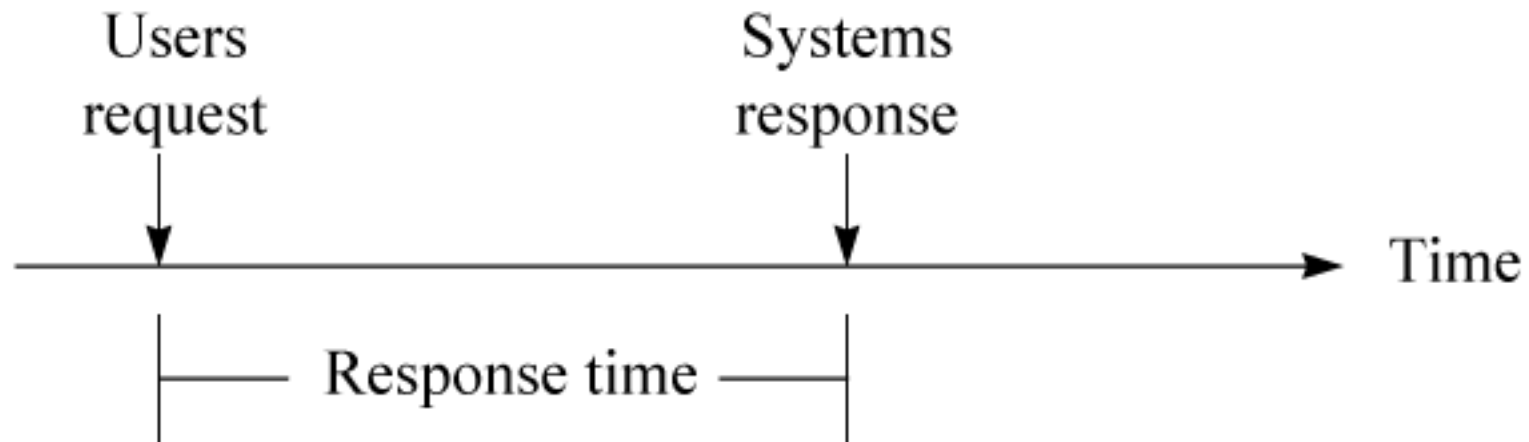 Users
request
Systems
response
Time
Response time